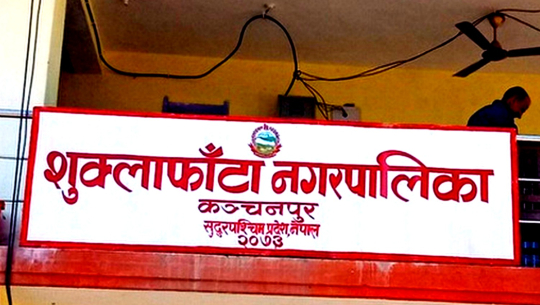 शुक्लाफाँटा नगरपालिका
कञ्चनपुर
सुदुरपश्चिम प्रदेश, नेपाल
२०७३